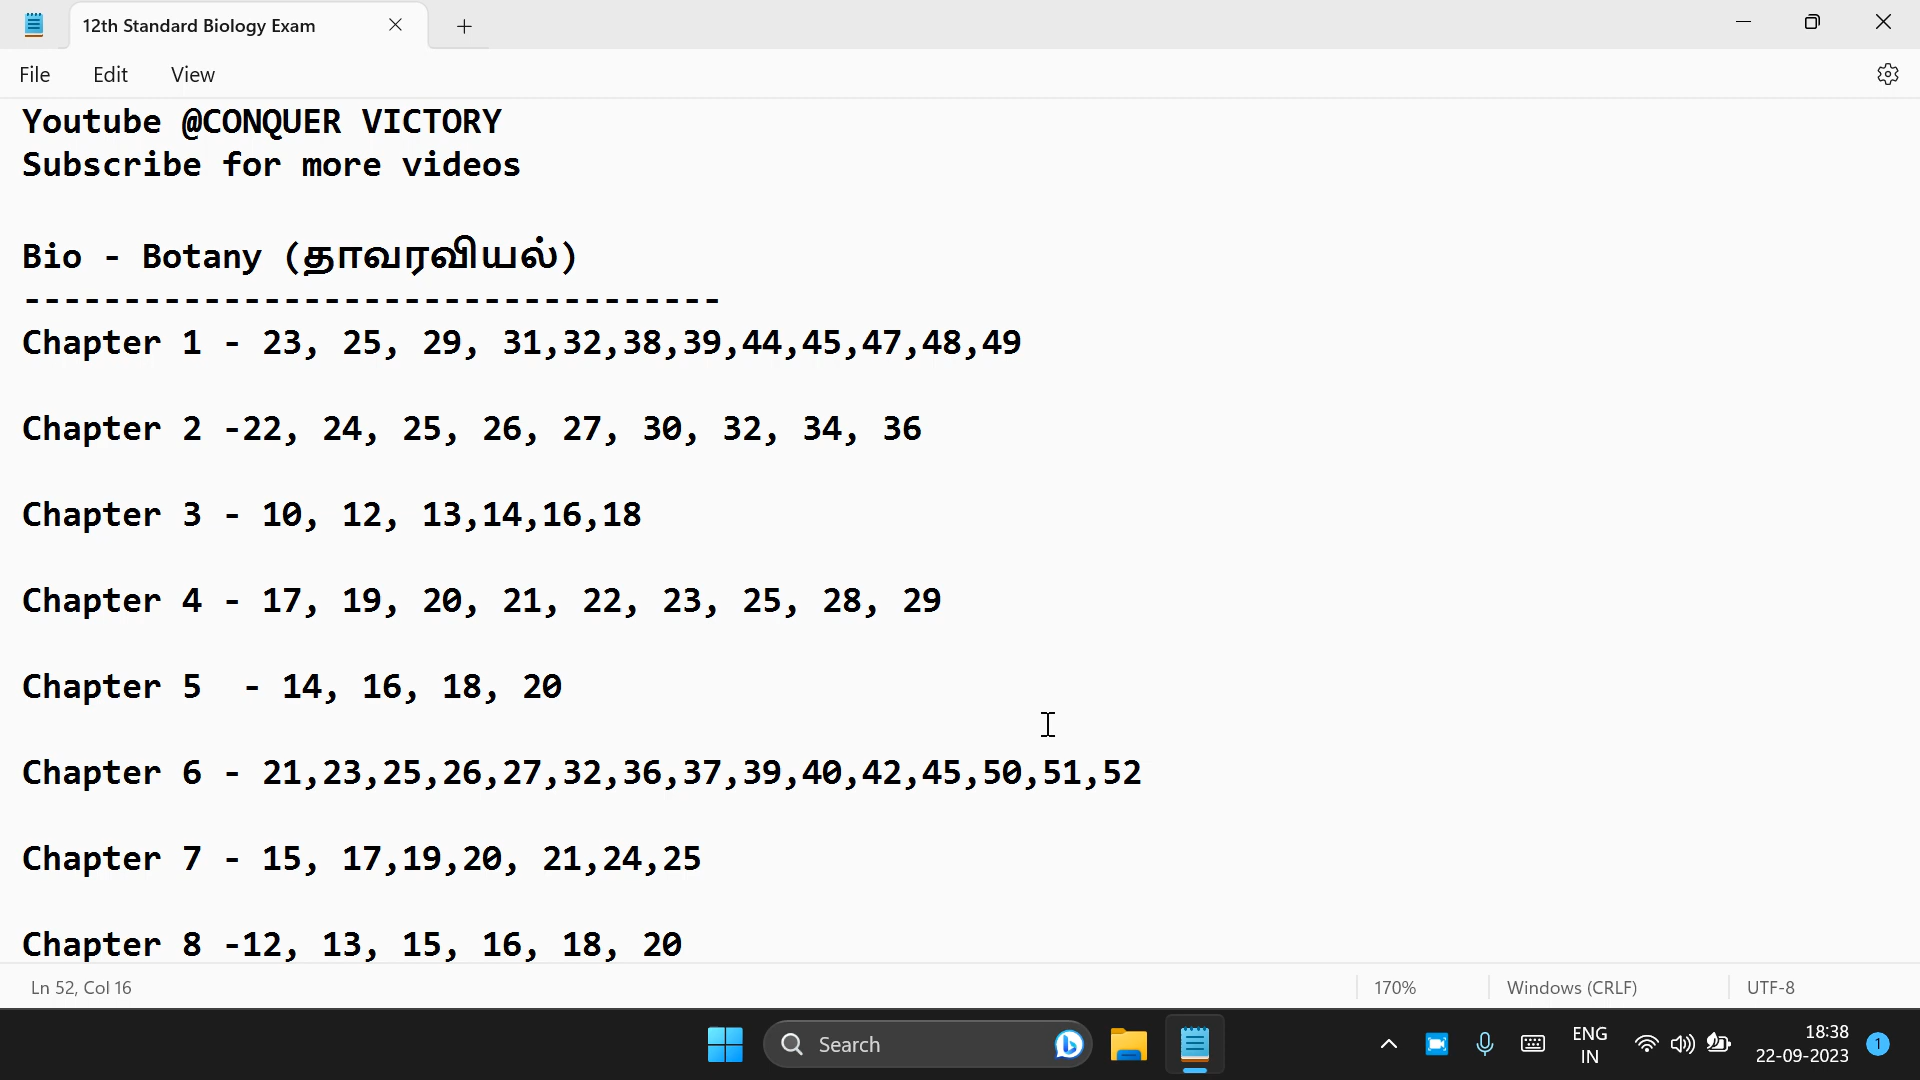 12th Standard Biology Exam
File Edit View
Youtube @CONQUER VICTORY
Subscribe for more videos
Bio - Botany (தாவரவியல்)
-----------------------------------
Chapter 1 - 23, 25, 29, 31,32,38,39,44,45,47,48,49
Chapter 2 -22, 24, 25, 26, 27, 30, 32, 34, 36
Chapter 3 - 10, 12, 13,14,16,18
Chapter 4 - 17, 19, 20, 21, 22, 23, 25, 28, 29
Chapter 5  - 14, 16, 18, 20
Chapter 6 - 21,23,25,26,27,32,36,37,39,40,42,45,50,51,52
Chapter 7 - 15, 17,19,20, 21,24,25
Chapter 8 -12, 13, 15, 16, 18, 20
Ln 52, Col 16 170% Windows (CRLF) UTF-8
Search ENG 18:38
IN 22-09-2023 1